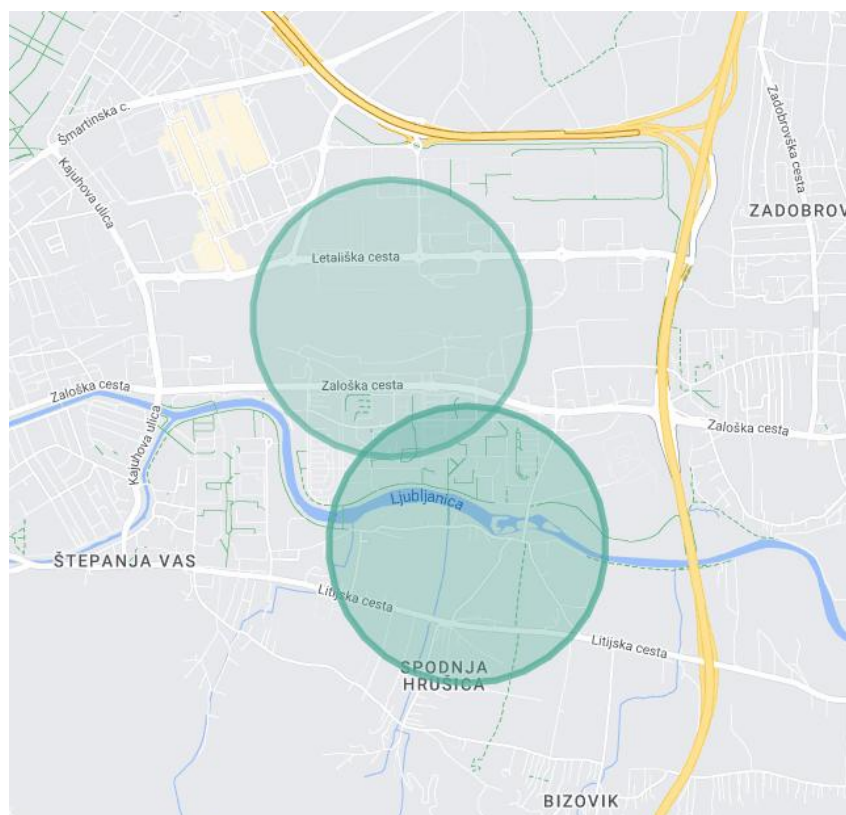 Šmartinska c.
Kajuhova ulica
Zadobrovška cesta
ZADOBROV
Letališka cesta
Zaloška cesta
Zaloška cesta
Zaloška cesta
Kajuhova ulica
Ljubljanica
ŠTEPANJA VAS
Litijska cesta
Litijska cesta
SPODNJA
HRUŠICA
BIZOVIK